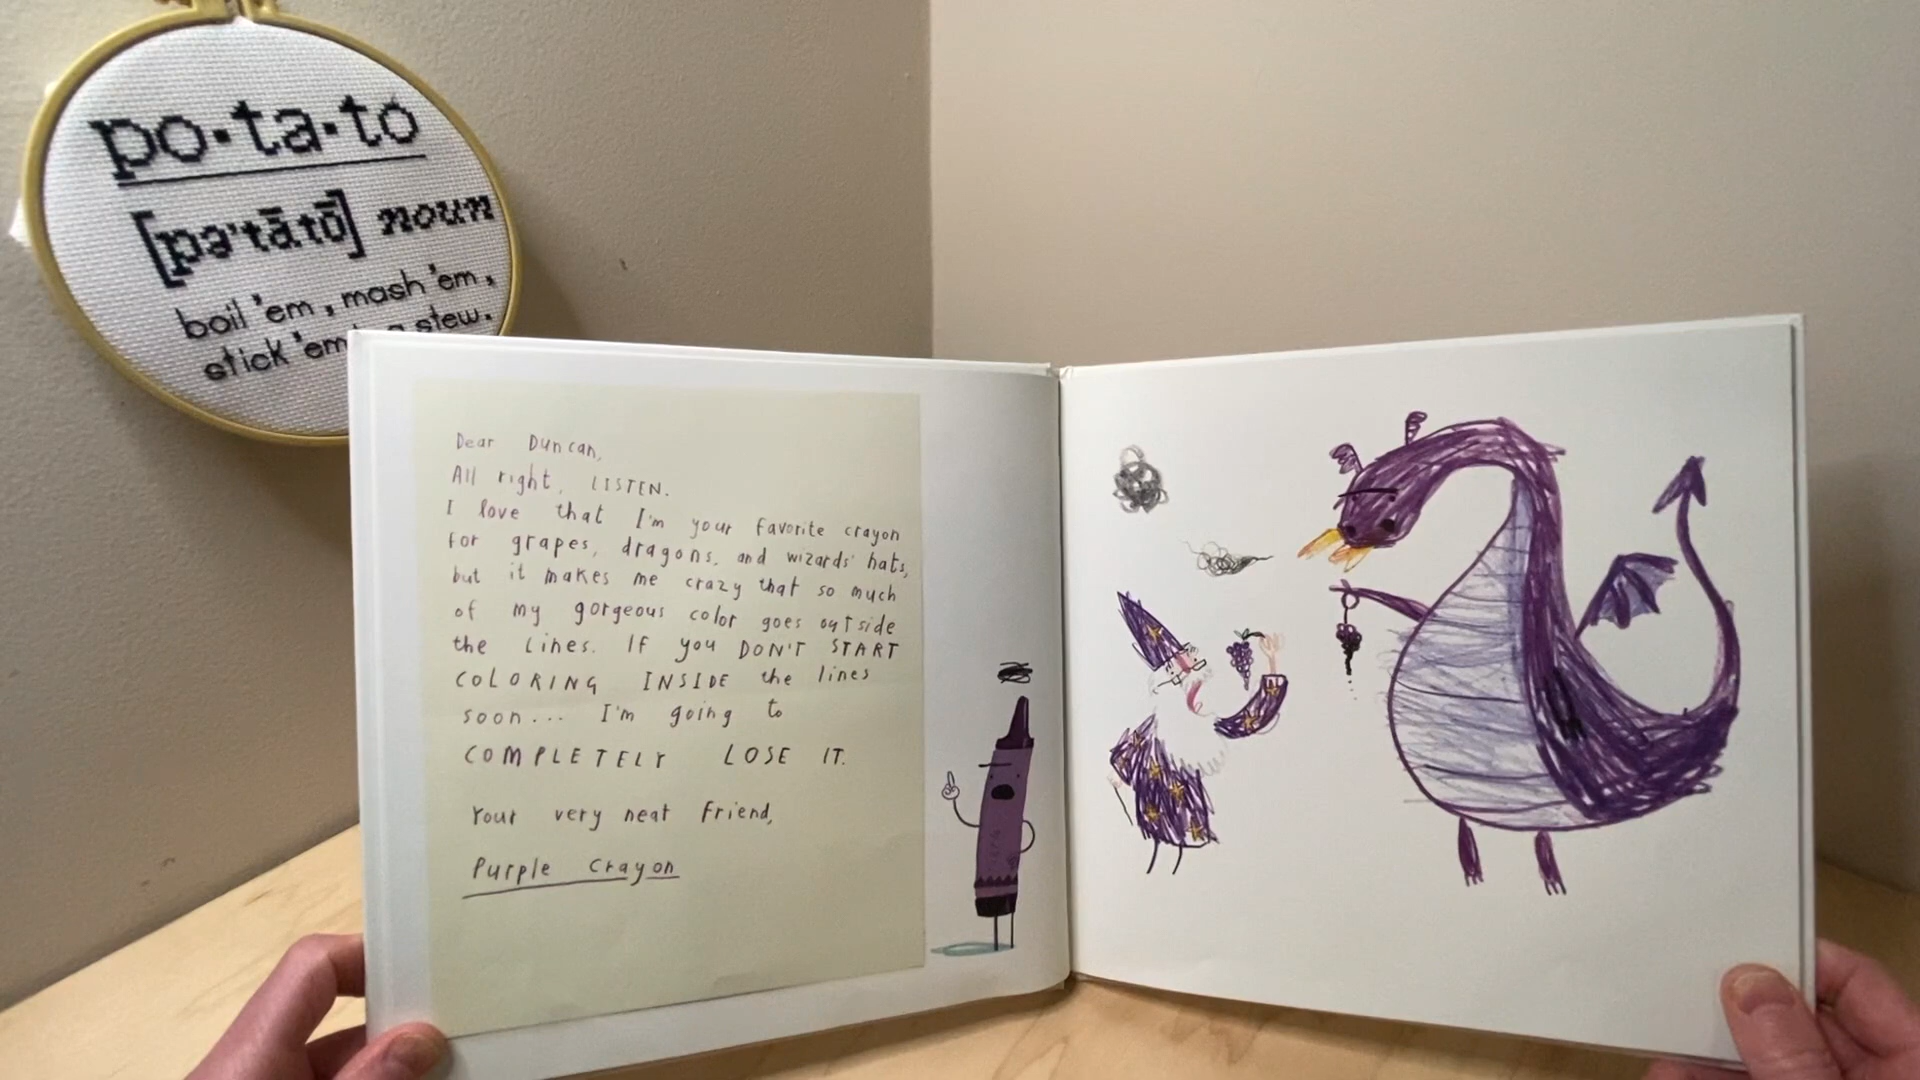 po·ta·to
[pə'tātō] noun
boil 'em, mash 'em,
stick 'em a stew.
Dear Duncan,
All right, LISTEN.
I love that I'm your favorite crayon
for grapes, dragons, and wizards' hats,
but it makes me crazy that so much
of my gorgeous color goes outside
the lines. If you DON'T START
COLORING INSIDE the lines
soon... I'm going to
COMPLETELY LOSE IT.
Your very neat friend,
Purple Crayon